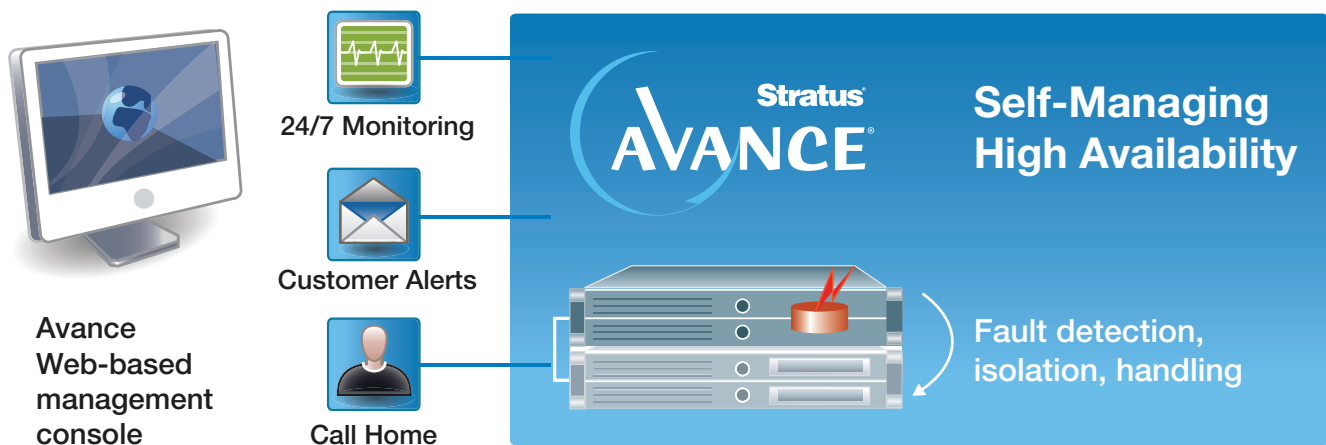 24/7 Monitoring
Customer Alerts
Call Home
Avance
Web-based
management
console
Stratus®
AVANCE®
Self-Managing
High Availability
Fault detection,
isolation, handling